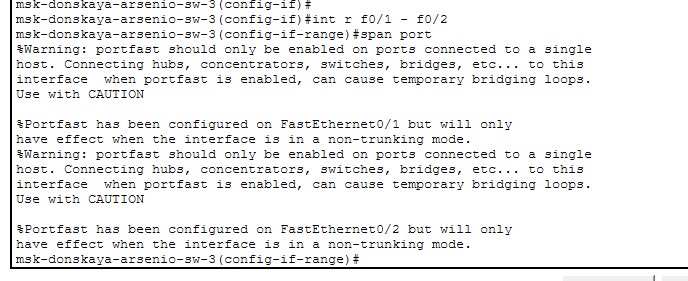 msk-donskaya-arsenio-sw-3(config-if)#
msk-donskaya-arsenio-sw-3(config-if)#int r f0/1 - f0/2
msk-donskaya-arsenio-sw-3(config-if-range)#span port
%Warning: portfast should only be enabled on ports connected to a single
host. Connecting hubs, concentrators, switches, bridges, etc... to this
interface  when portfast is enabled, can cause temporary bridging loops.
Use with CAUTION

%Portfast has been configured on FastEthernet0/1 but will only
have effect when the interface is in a non-trunking mode.
%Warning: portfast should only be enabled on ports connected to a single
host. Connecting hubs, concentrators, switches, bridges, etc... to this
interface  when portfast is enabled, can cause temporary bridging loops.
Use with CAUTION

%Portfast has been configured on FastEthernet0/2 but will only
have effect when the interface is in a non-trunking mode.
msk-donskaya-arsenio-sw-3(config-if-range)#